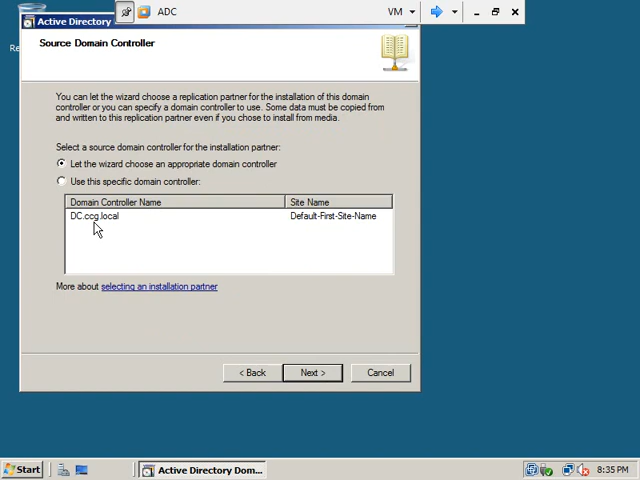 ADC
VM
Active Directory
Re
Source Domain Controller
You can let the wizard choose a replication partner for the installation of this domain
controller or you can specify a domain controller to use. Some data must be copied from
and written to this replication partner even if you chose to install from media.
Select a source domain controller for the installation partner:
Let the wizard choose an appropriate domain controller
Use this specific domain controller:
Domain Controller Name Site Name
DC.ccg.local Default-First-Site-Name
More about selecting an installation partner
< Back Next > Cancel
Start Active Directory Dom... 8:35 PM